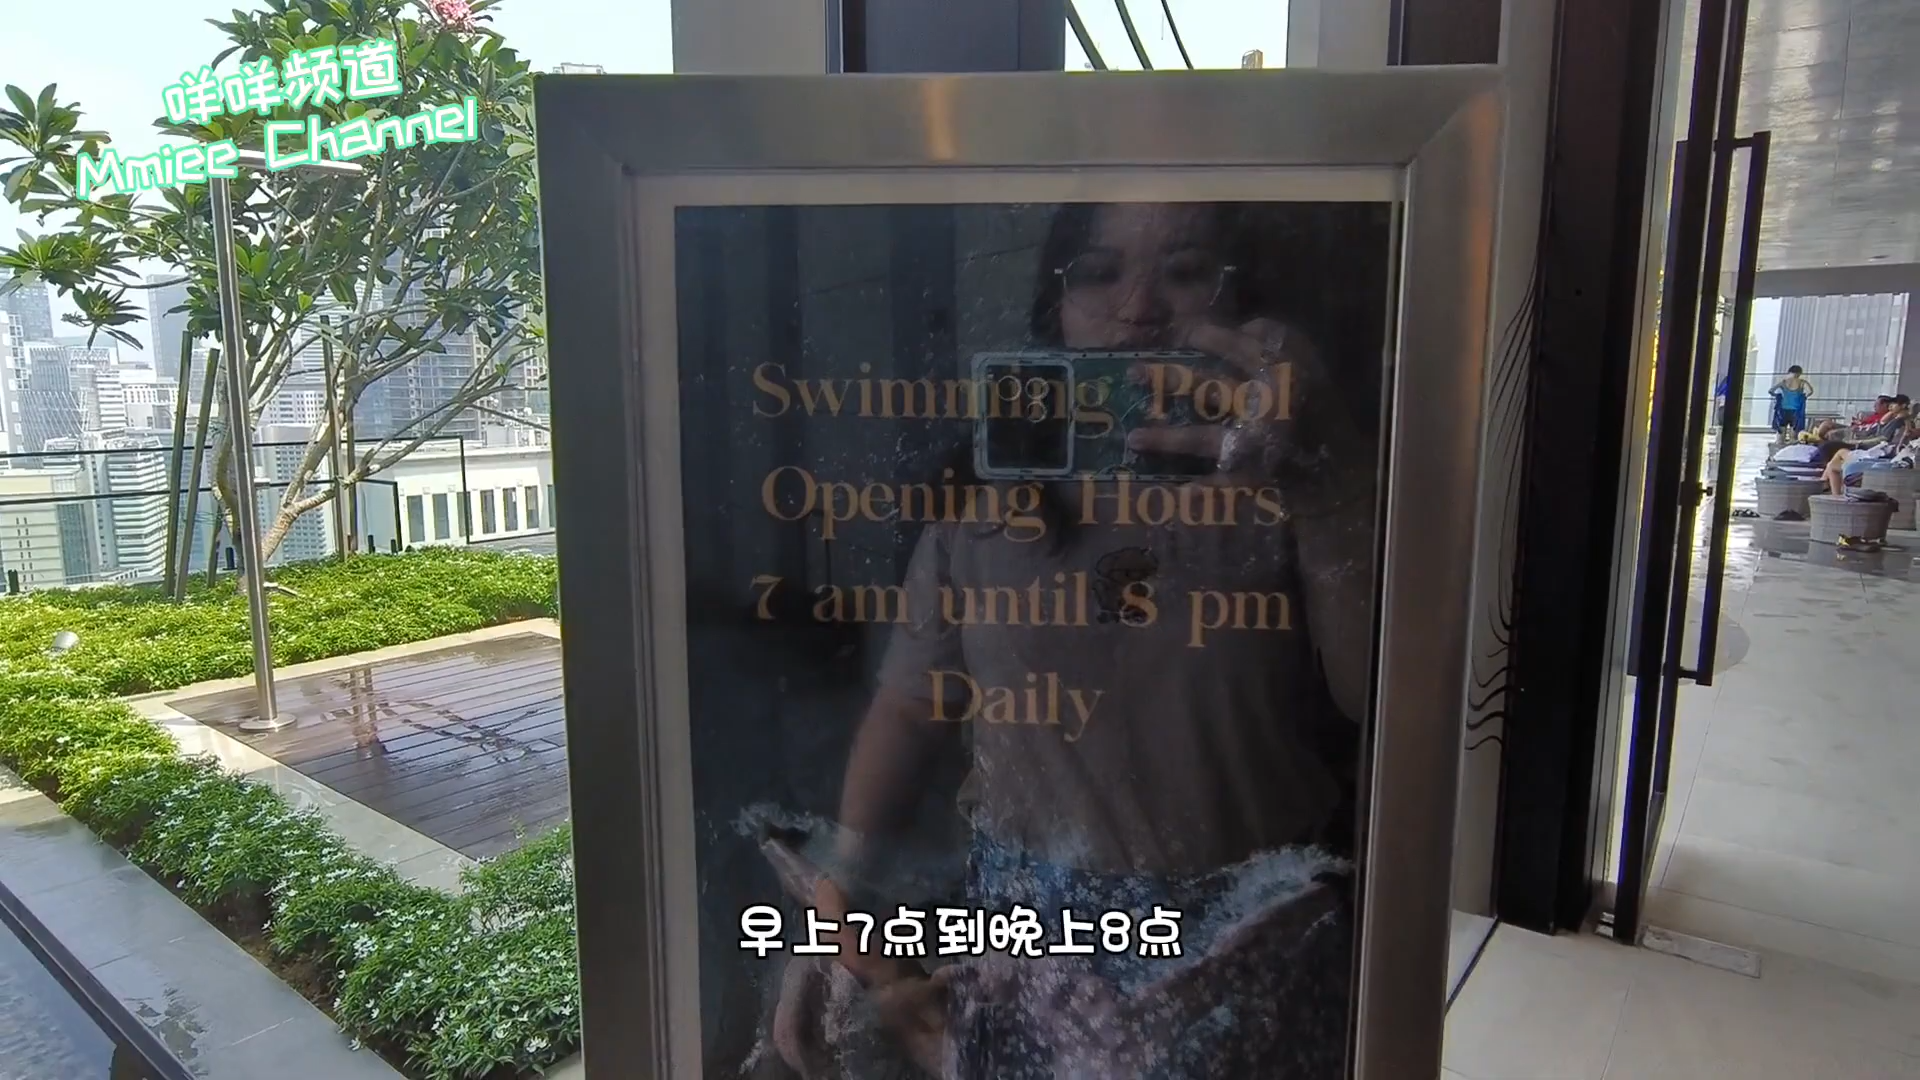 咩咩频道
Mmiee Channel
Swimming Pool
Opening Hours
7 am until 8 pm
Daily
早上7点到晚上8点